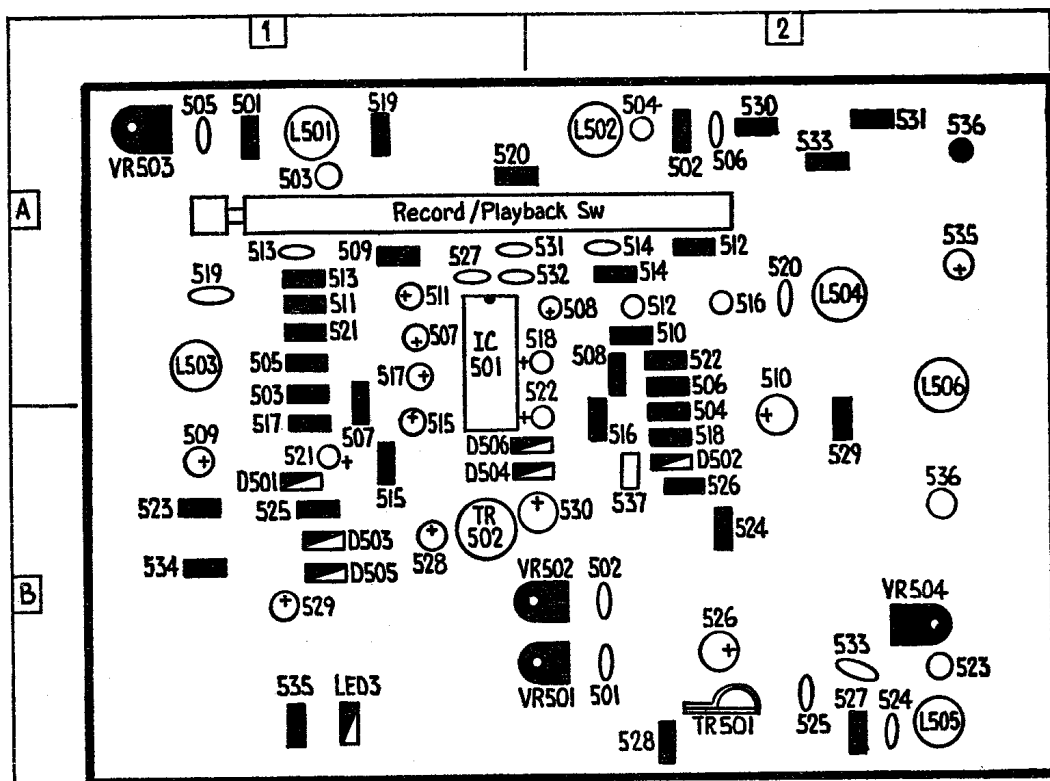 1 2
505 501 519 504 530 531
L501 L502 536
VR503 502 506 533
503 520
A
Record/Playback Sw
513 509 527 531 514 512 535
519 513 532 514 520
511 511 508 512 516 L504
521 507 IC 501 518 510
L503 505 508 522
517 506 510 L506
503 522
504
509 517 507 515 516 518 529
521 D506
D501 515 D504 537 D502 536
523 525 TR 502 530 526
524
D503 528
534 D505 VR502 502 VR504
B
529 526
533 523
535 LED3 VR501 501 527 524
528 TR501 525 L505